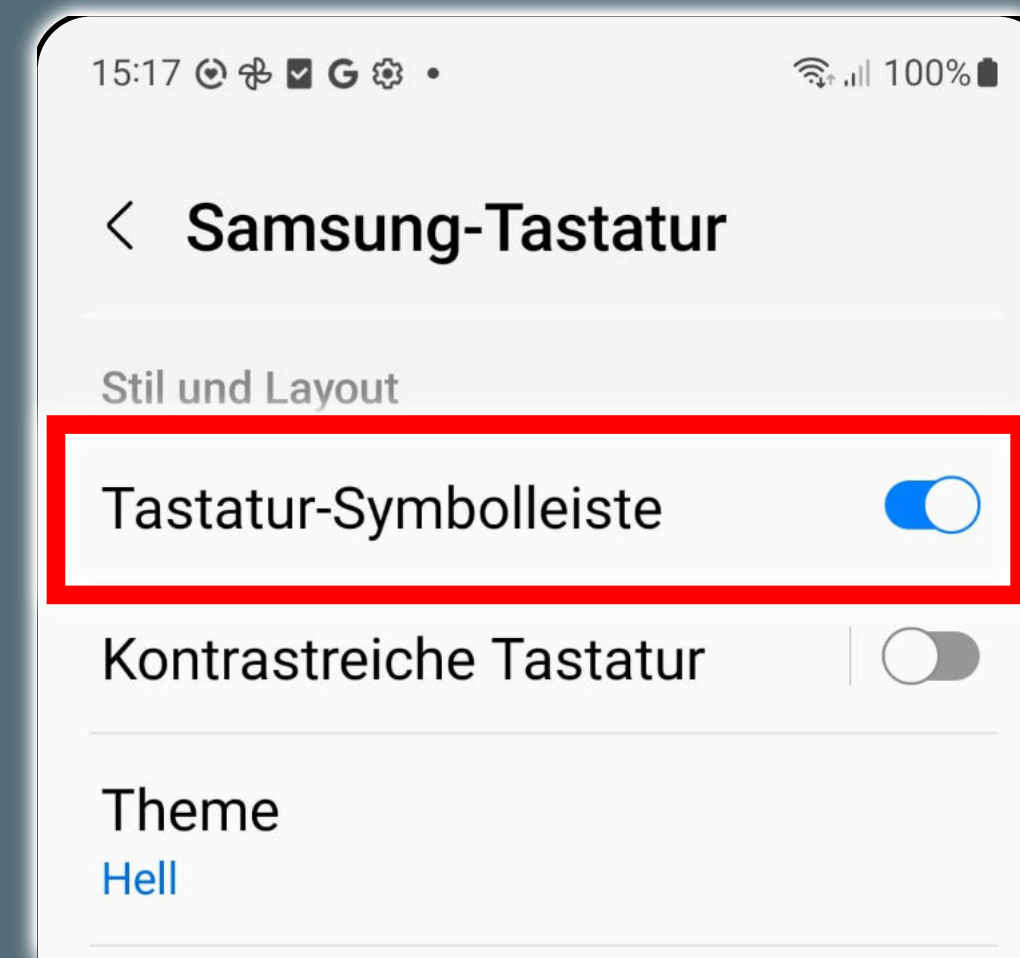 15:17 G 100%
Samsung-Tastatur
Stil und Layout
Tastatur-Symbolleiste
Kontrastreiche Tastatur
Theme
Hell